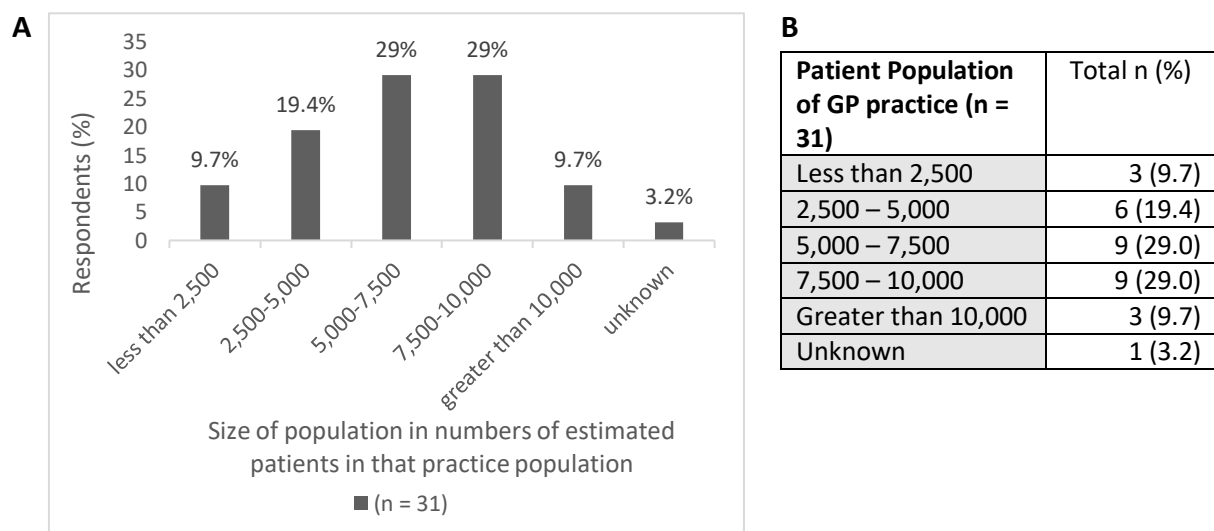 A
35
30
25
20
15
10
5
0
Respondents (%)
9.7%
19.4%
29%
29%
9.7%
3.2%
less than 2,500
2,500-5,000
5,000-7,500
7,500-10,000
greater than 10,000
unknown
Size of population in numbers of estimated
patients in that practice population
(n = 31)
B
Patient Population
of GP practice (n =
31)
Total n (%)
Less than 2,500 3 (9.7)
2,500 – 5,000 6 (19.4)
5,000 – 7,500 9 (29.0)
7,500 – 10,000 9 (29.0)
Greater than 10,000 3 (9.7)
Unknown 1 (3.2)